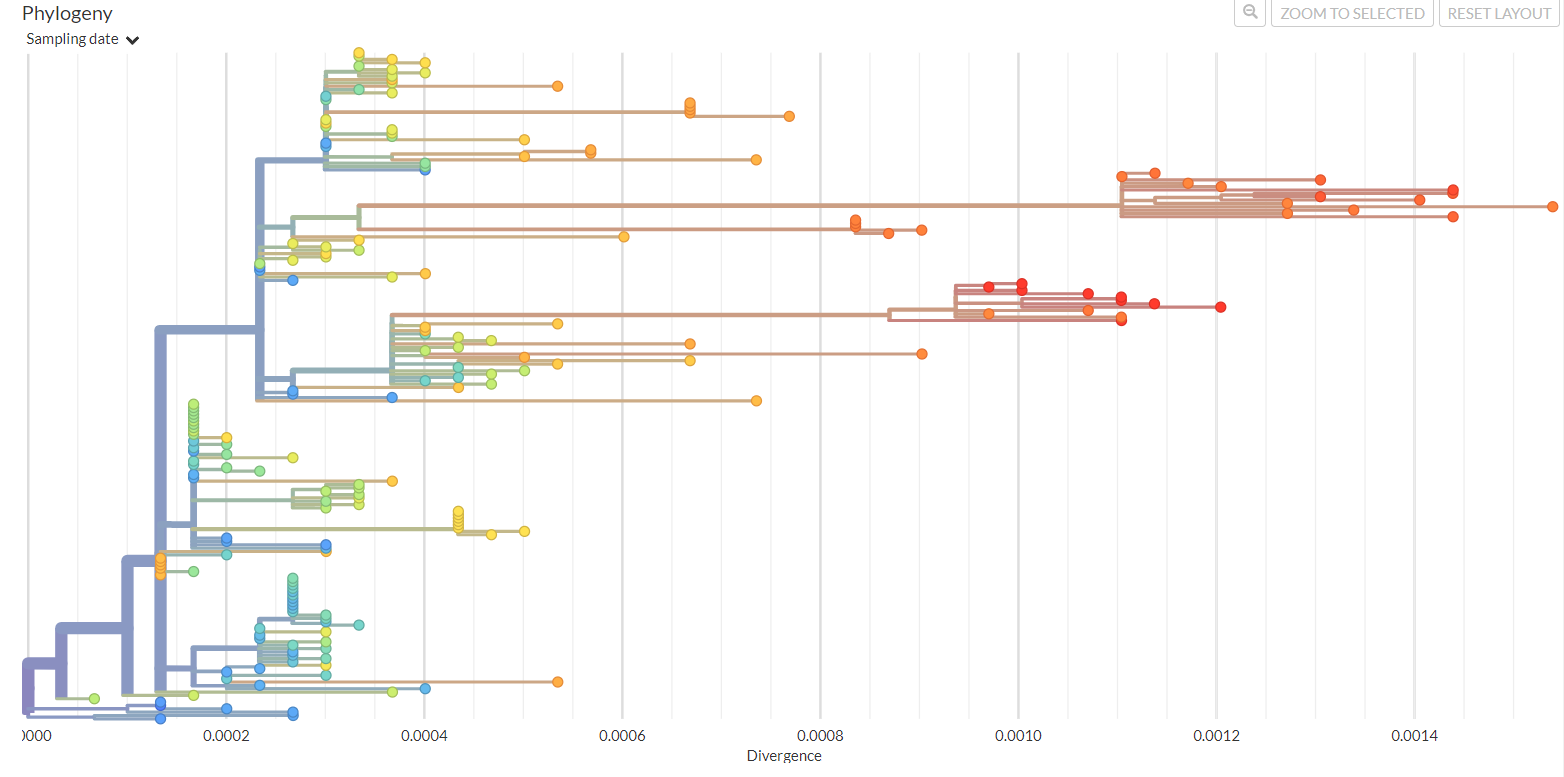 Phylogeny
ZOOM TO SELECTED RESET LAYOUT
Sampling date
0000 0.0002 0.0004 0.0006 0.0008 0.0010 0.0012 0.0014
Divergence